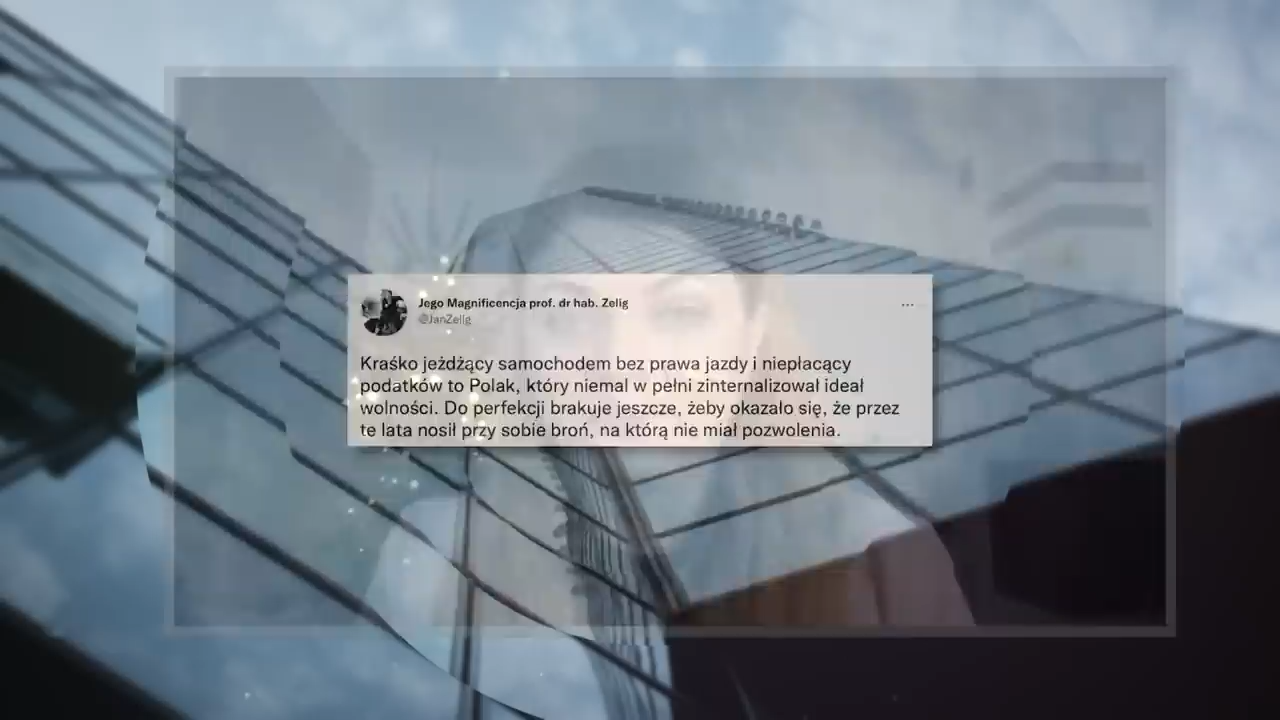 Jego Magnificencja prof. dr hab. Zelig
@JanZelig
Kraśko jeżdżący samochodem bez prawa jazdy i niepłacący
podatków to Polak, który niemal w pełni zinternalizował ideał
wolności. Do perfekcji brakuje jeszcze, żeby okazało się, że przez
te lata nosił przy sobie broń, na którą nie miał pozwolenia.